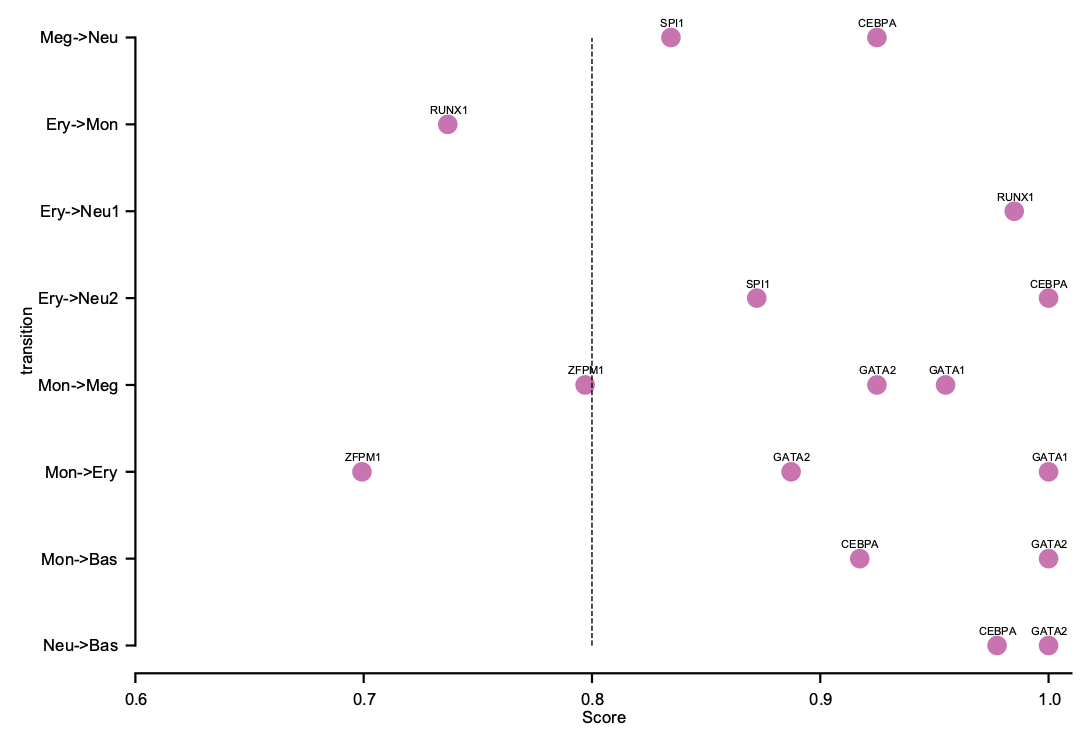 SPI1 CEBPA
Meg->Neu
RUNX1
Ery->Mon
RUNX1
Ery->Neu1
SPI1 CEBPA
Ery->Neu2
transition
ZFPM1 GATA2 GATA1
Mon->Meg
ZFPM1 GATA2 GATA1
Mon->Ery
CEBPA GATA2
Mon->Bas
CEBPA GATA2
Neu->Bas
0.6 0.7 0.8 0.9 1.0
Score